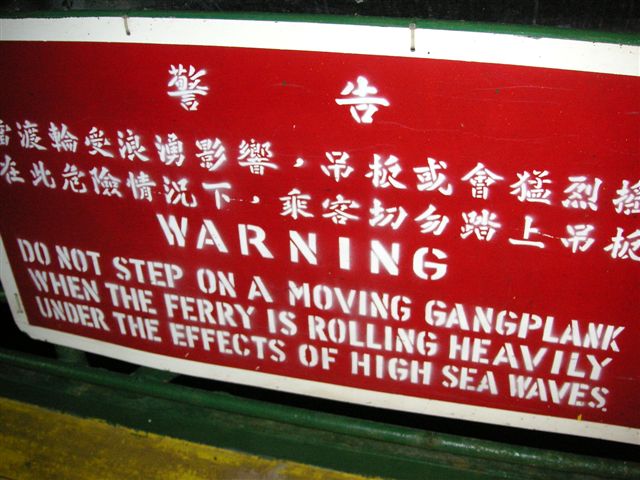 警告
當渡輪受浪湧影響，吊板或會猛烈
在此危險情況下，乘客切勿踏上吊板
WARNING
DO NOT STEP ON A MOVING GANGPLANK
WHEN THE FERRY IS ROLLING HEAVILY
UNDER THE EFFECTS OF HIGH SEA WAVES.